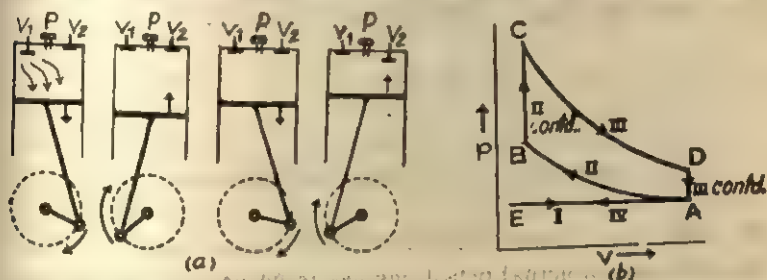 V₁ P V₂
V₁ P V₂
V₁ P V₂
V₁ P V₂
(a)
C
II
contd.
III
P
B
II
D
III contd.
E
I
IV
A
V
(b)